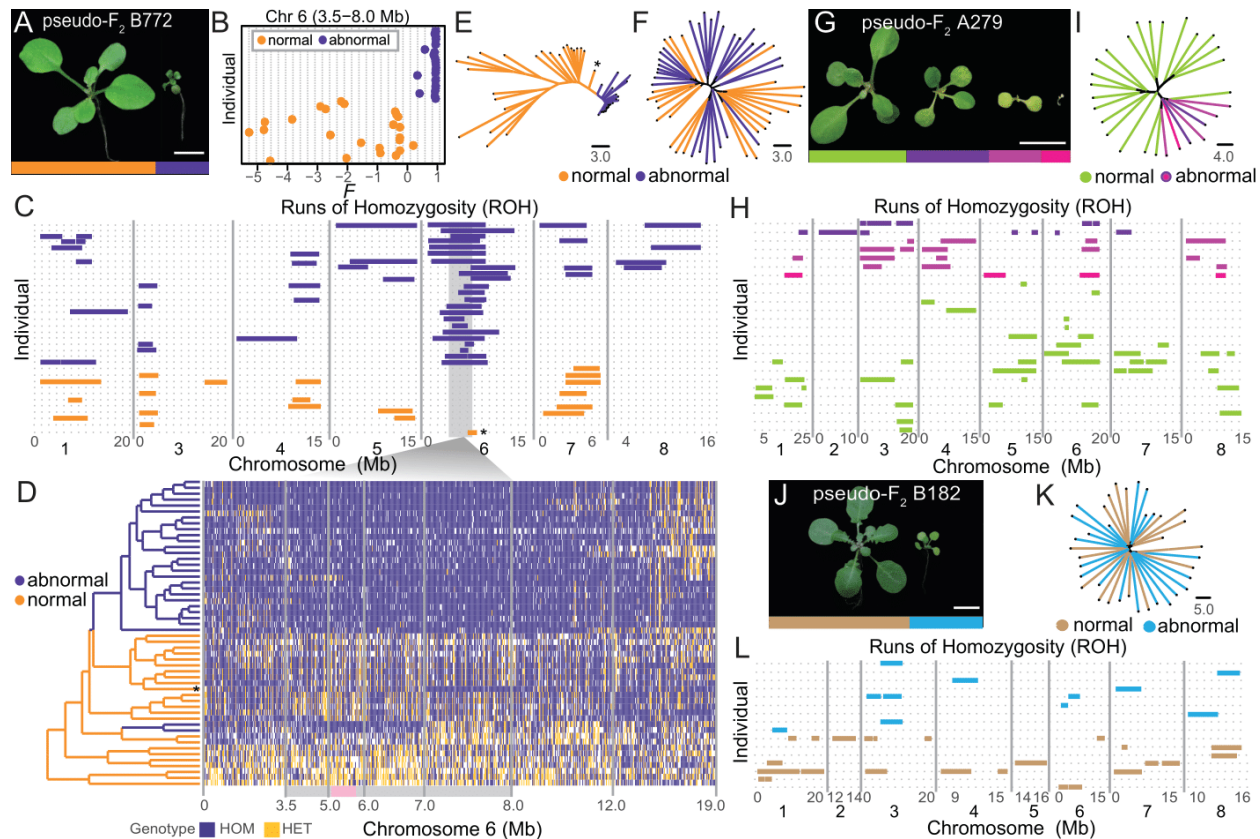 A pseudo-F2 B772
B Chr 6 (3.5−8.0 Mb)
normal abnormal
Individual
−5 −4 −3 −2 −1 0 1
F
E
*
3.0
F
3.0
normal abnormal
G pseudo-F2 A279
I
4.0
normal abnormal
C Runs of Homozygosity (ROH)
Individual
*
0 20 0 15 0 15 0 6 4 16
1 3 4 5 6 7 8
Chromosome (Mb)
H Runs of Homozygosity (ROH)
Individual
5 25 0 10 0 20 0 15 0 15 0 20 0 15 0 15
1 2 3 4 5 6 7 8
Chromosome (Mb)
D
abnormal
normal
*
0 3.5 5.0 6.0 7.0 8.0 12.0 19.0
Genotype HOM HET
Chromosome 6 (Mb)
J pseudo-F2 B182
K
5.0
normal abnormal
L Runs of Homozygosity (ROH)
Individual
0 20 12 14 0 20 9 15 14 16 0 15 0 15 10 16
1 2 3 4 5 6 7 8
Chromosome (Mb)